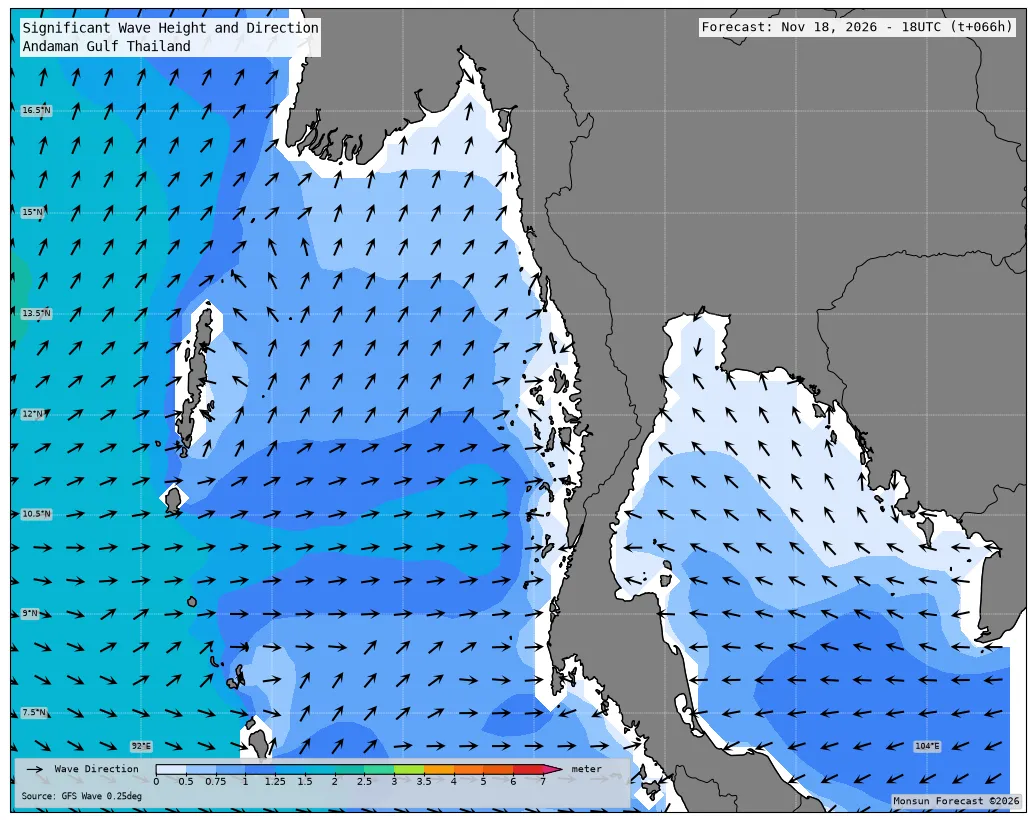 Significant Wave Height and Direction
Andaman Gulf Thailand
Forecast: Nov 18, 2026 - 18UTC (t+066h)
16.5°N
15°N
13.5°N
12°N
10.5°N
9°N
7.5°N
92°E
104°E
Wave Direction
0.5 0.75 1 1.25 1.5 2 2.5 3 3.5 4 5 6 7 meter
Source: GFS Wave 0.25deg
Monsun Forecast ©2026